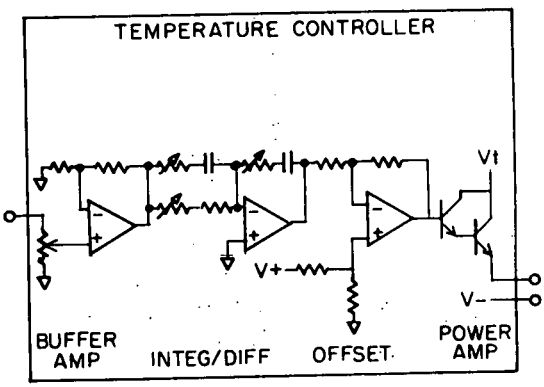 TEMPERATURE CONTROLLER
Vt
-
+
-
+
-
+
V+
V-
BUFFER
AMP
INTEG/DIFF
OFFSET
POWER
AMP